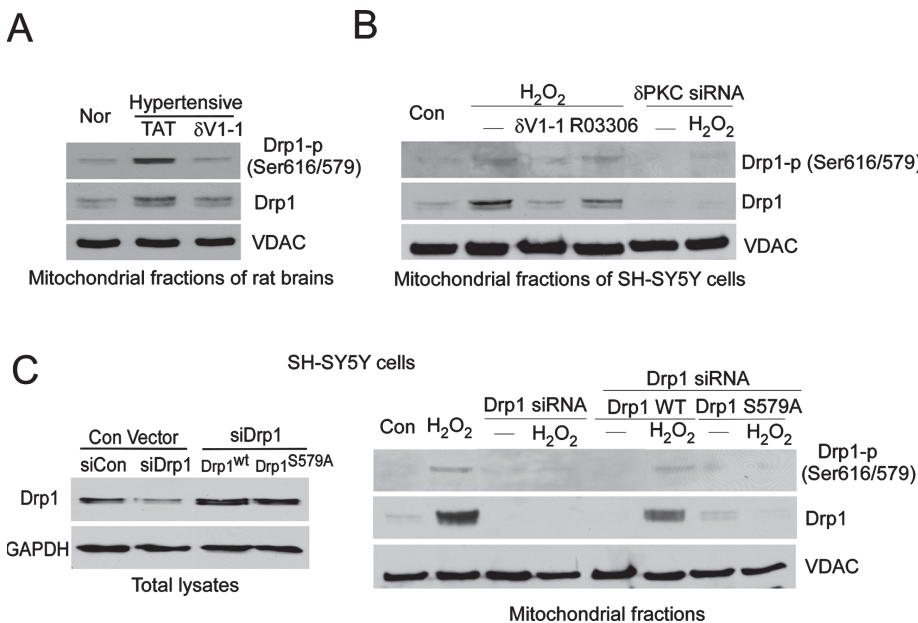 A
Nor
Hypertensive
TAT δV1-1
Drp1-p
(Ser616/579)
Drp1
VDAC
Mitochondrial fractions of rat brains
B
Con
H₂O₂
δPKC siRNA
— δV1-1 R03306 — H₂O₂
Drp1-p (Ser616/579)
Drp1
VDAC
Mitochondrial fractions of SH-SY5Y cells
C
SH-SY5Y cells
Con Vector siDrp1
siCon siDrp1 Drp1ʷᵗ Drp1S579A
Drp1
GAPDH
Total lysates
Drp1 siRNA
Drp1 siRNA Drp1 WT Drp1 S579A
Con H₂O₂ — H₂O₂ — H₂O₂ — H₂O₂
Drp1-p
(Ser616/579)
Drp1
VDAC
Mitochondrial fractions